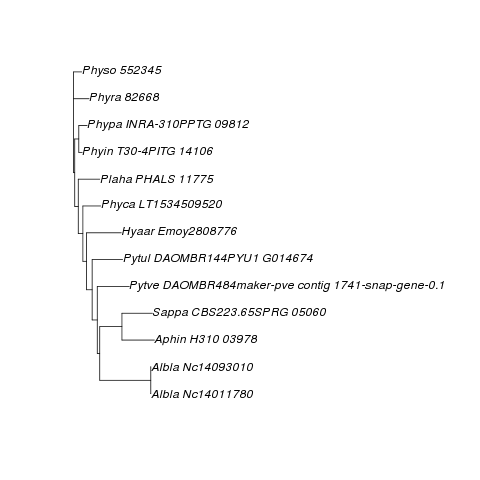 Physo 552345
Phyra 82668
Phypa INRA-310PPTG 09812
Phyin T30-4PITG 14106
Plaha PHALS 11775
Phyca LT1534509520
Hyaar Emoy2808776
Pytul DAOMBR144PYU1 G014674
Pytve DAOMBR484maker-pve contig 1741-snap-gene-0.1
Sappa CBS223.65SPRG 05060
Aphin H310 03978
Albla Nc14093010
Albla Nc14011780